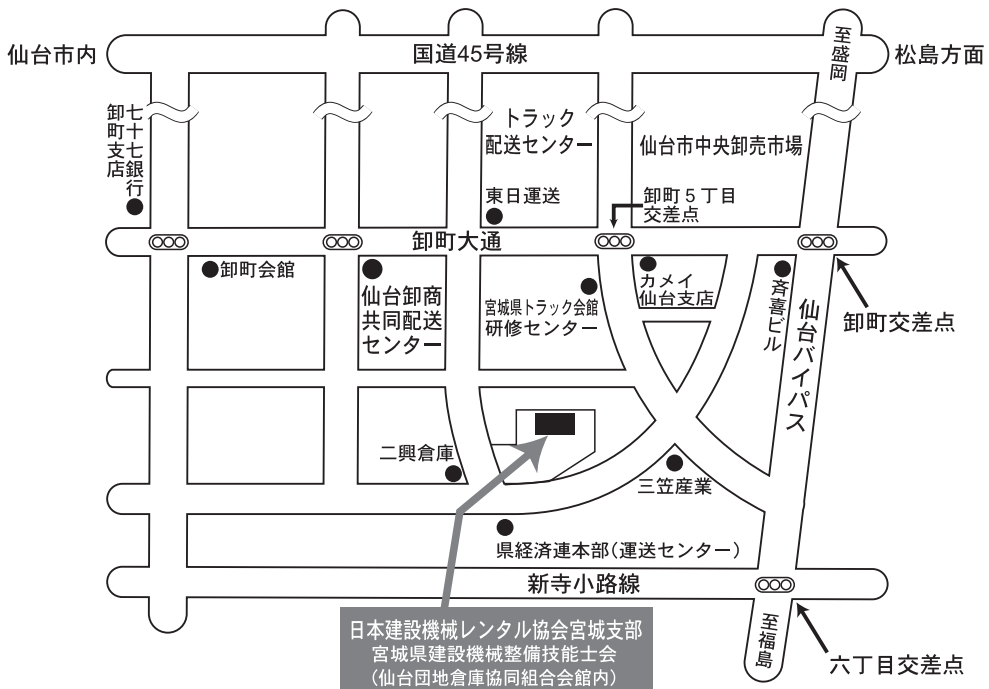 仙台市内
国道45号線
至盛岡
松島方面
七十七銀行
卸町支店
トラック
配送センター
仙台市中央卸売市場
東日運送
卸町５丁目
交差点
卸町大通
卸町会館
仙台卸商
共同配送
センター
宮城県トラック会館
研修センター
カメイ
仙台支店
斉喜ビル
仙台バイパス
卸町交差点
二興倉庫
三笠産業
県経済連本部(運送センター)
新寺小路線
日本建設機械レンタル協会宮城支部
宮城県建設機械整備技能士会
(仙台団地倉庫協同組合会館内)
至福島
六丁目交差点